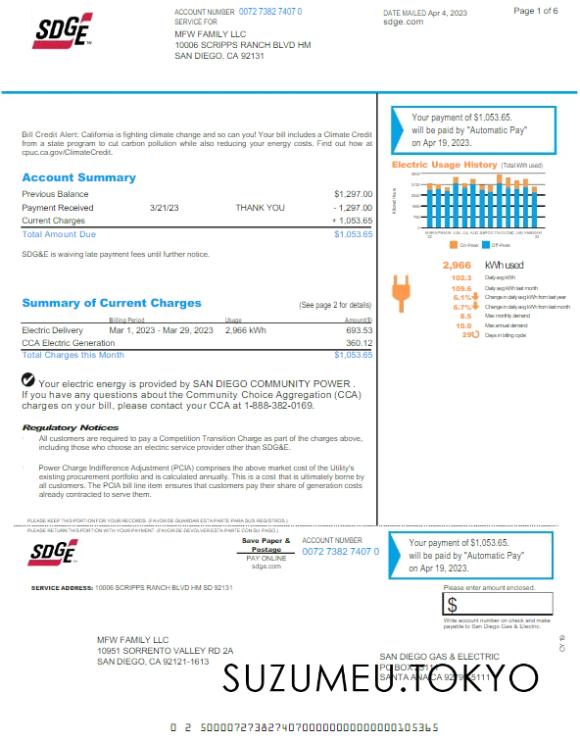 SDGE
ACCOUNT NUMBER 0072 7382 7407 0
SERVICE FOR
MFW FAMILY LLC
10006 SCRIPPS RANCH BLVD HM
SAN DIEGO, CA 92131
DATE MAILED Apr 4, 2023
sdge.com
Page 1 of 6
Bill Credit Alert: California is fighting climate change and so can you! Your bill includes a Climate Credit
from a state program to cut carbon pollution while also reducing your energy costs. Find out how at
cpuc.ca.gov/ClimateCredit.
Account Summary
Previous Balance $1,297.00
Payment Received 3/21/23 THANK YOU - 1,297.00
Current Charges + 1,053.65
Total Amount Due $1,053.65
SDG&E is waiving late payment fees until further notice.
Summary of Current Charges (See page 2 for details)
Billing Period Usage Amount($)
Electric Delivery Mar 1, 2023 - Mar 29, 2023 2,966 kWh 693.53
CCA Electric Generation 360.12
Total Charges this Month $1,053.65
Your electric energy is provided by SAN DIEGO COMMUNITY POWER .
If you have any questions about the Community Choice Aggregation (CCA)
charges on your bill, please contact your CCA at 1-888-382-0169.
Regulatory Notices
All customers are required to pay a Competition Transition Charge as part of the charges above,
including those who choose an electric service provider other than SDG&E.
Power Charge Indifference Adjustment (PCIA) comprises the above market cost of the Utility's
existing procurement portfolio and is calculated annually. This is a cost that is ultimately borne by
all customers. The PCIA bill line item ensures that customers pay their share of generation costs
already contracted to serve them.
Your payment of $1,053.65.
will be paid by "Automatic Pay"
on Apr 19, 2023.
Electric Usage History (Total kWh used)
On-Peak Off-Peak
2,966 kWh used
102.3 Daily avg kWh
109.6 Daily avg kWh last month
6.1% Change in daily avg kWh from last year
6.7% Change in daily avg kWh from last month
8.5 Max monthly demand
10.0 Max annual demand
29 Days in billing cycle
PLEASE KEEP THIS PORTION FOR YOUR RECORDS. (FAVOR DE GUARDAR ESTA PARTE PARA SUS REGISTROS.)
PLEASE RETURN THIS PORTION WITH YOUR PAYMENT. (FAVOR DE DEVOLVER ESTA PARTE CON SU PAGO.)
SDGE
Save Paper &
Postage
PAY ONLINE
sdge.com
ACCOUNT NUMBER
0072 7382 7407 0
Your payment of $1,053.65.
will be paid by "Automatic Pay"
on Apr 19, 2023.
SERVICE ADDRESS: 10006 SCRIPPS RANCH BLVD HM SD 92131
Please enter amount enclosed.
$
Write account number on check and make
payable to San Diego Gas & Electric.
CY 19
MFW FAMILY LLC
10951 SORRENTO VALLEY RD 2A
SAN DIEGO, CA 92121-1613
SAN DIEGO GAS & ELECTRIC
PO BOX
SANTA ANA CA
SUZUMEU.TOKYO